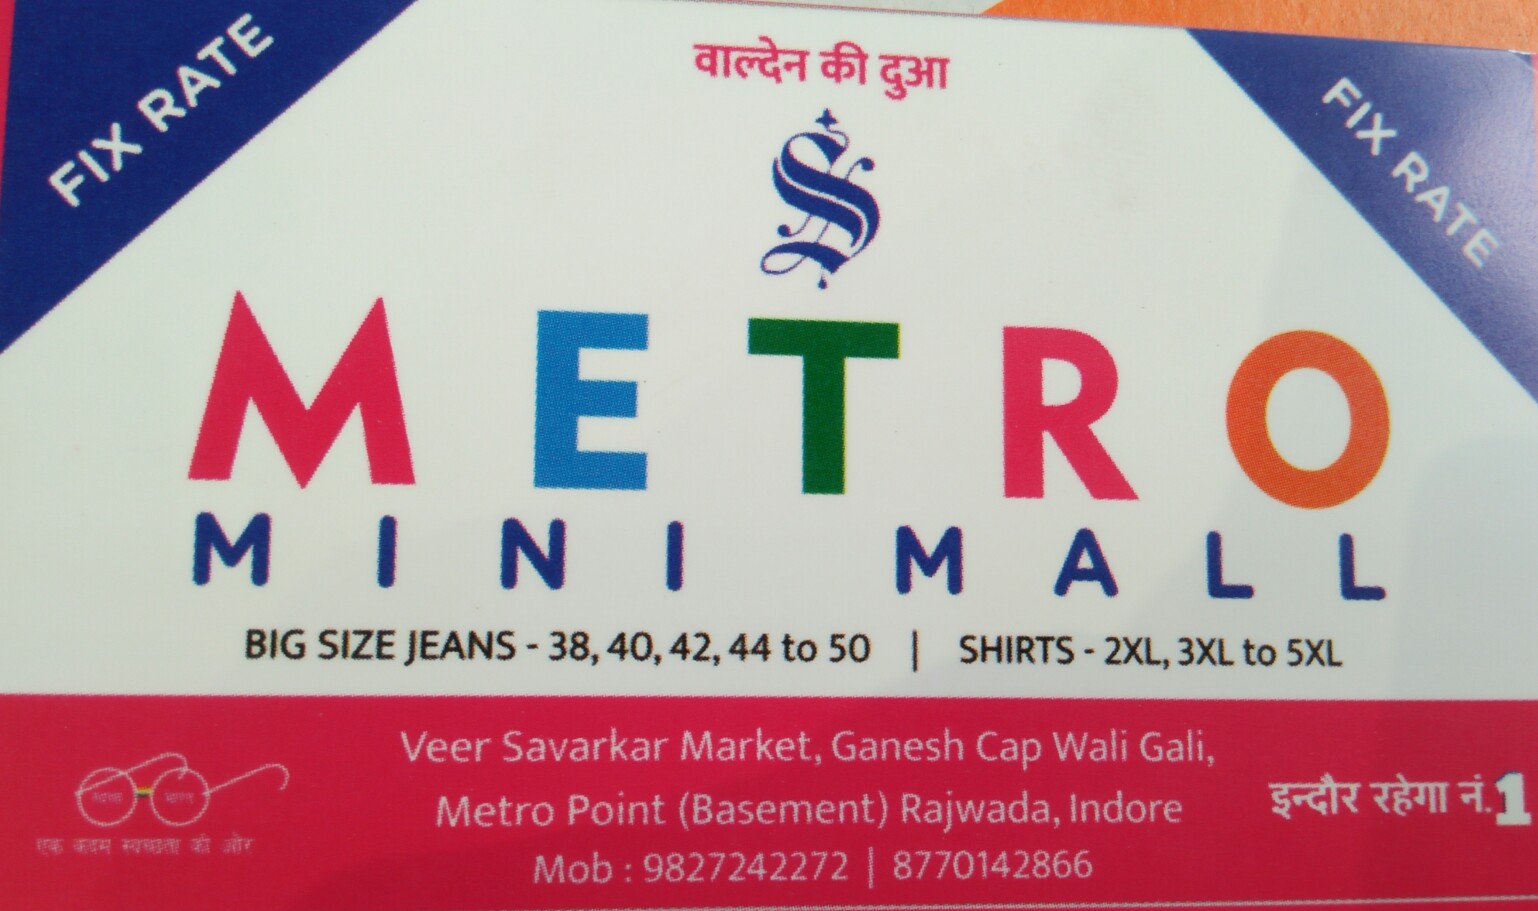 FIX RATE
वाल्देन की दुआ
FIX RATE
S
METRO
MINI MALL
BIG SIZE JEANS - 38, 40, 42, 44 to 50 | SHIRTS - 2XL, 3XL to 5XL
Veer Savarkar Market, Ganesh Cap Wali Gali,
Metro Point (Basement) Rajwada, Indore
Mob : 9827242272 | 8770142866
स्वच्छ भारत
एक कदम स्वच्छता की ओर
इन्दौर रहेगा नं.1